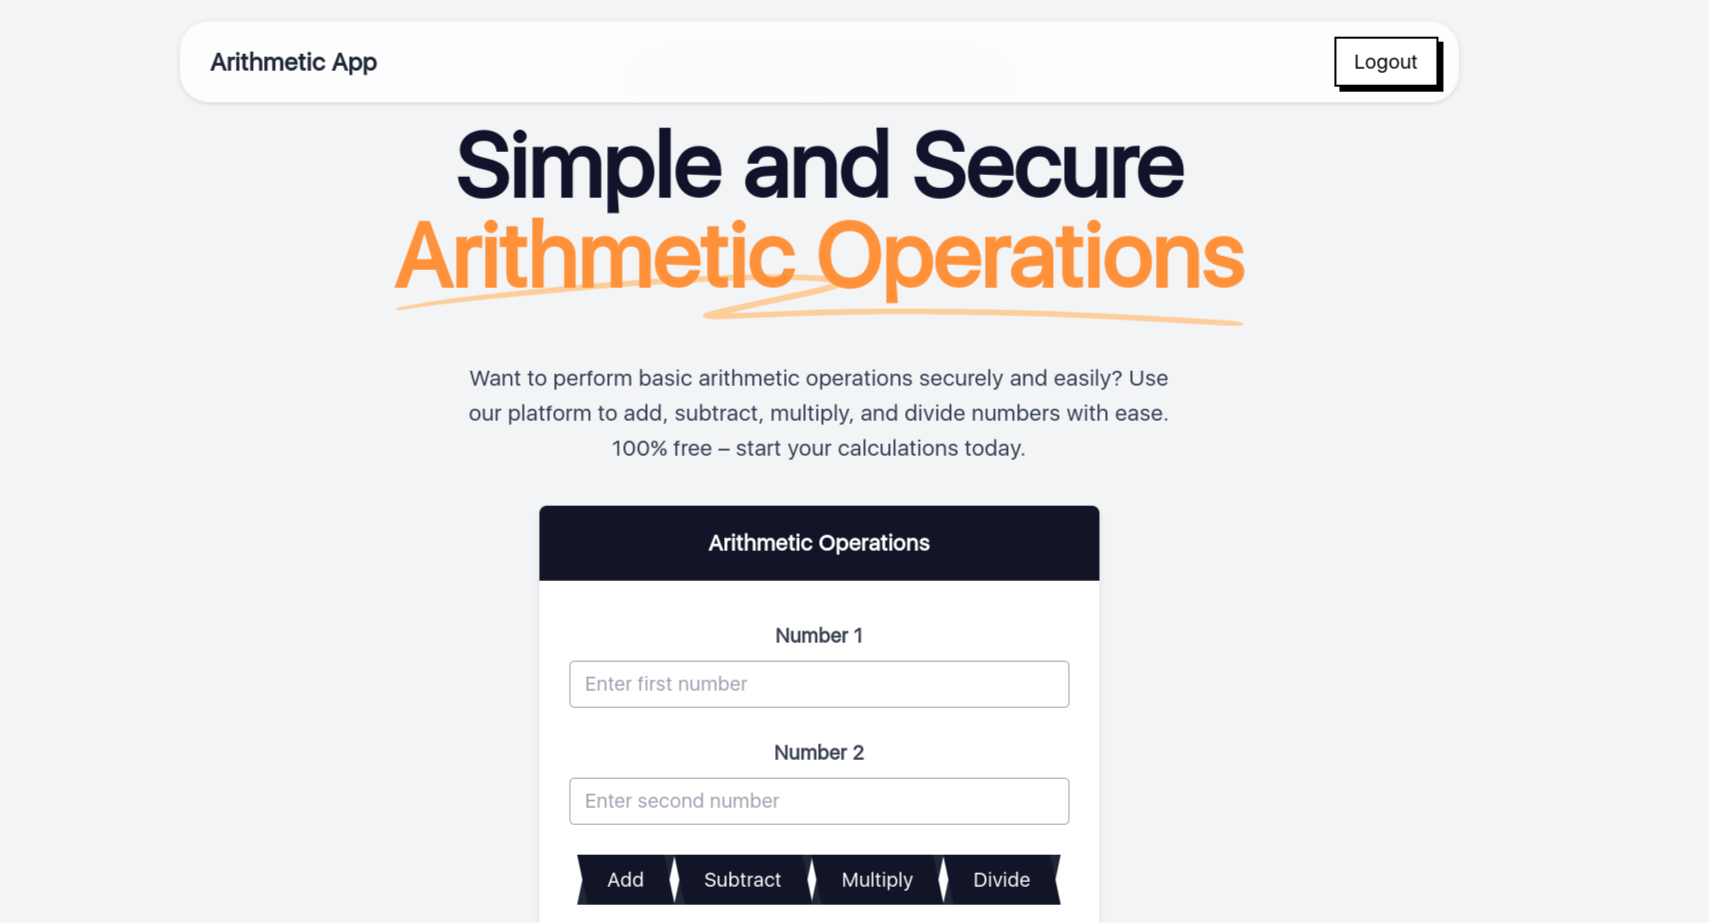 Arithmetic App
Logout
Simple and Secure
Arithmetic Operations
Want to perform basic arithmetic operations securely and easily? Use
our platform to add, subtract, multiply, and divide numbers with ease.
100% free – start your calculations today.
Arithmetic Operations
Number 1
Enter first number
Number 2
Enter second number
Add Subtract Multiply Divide